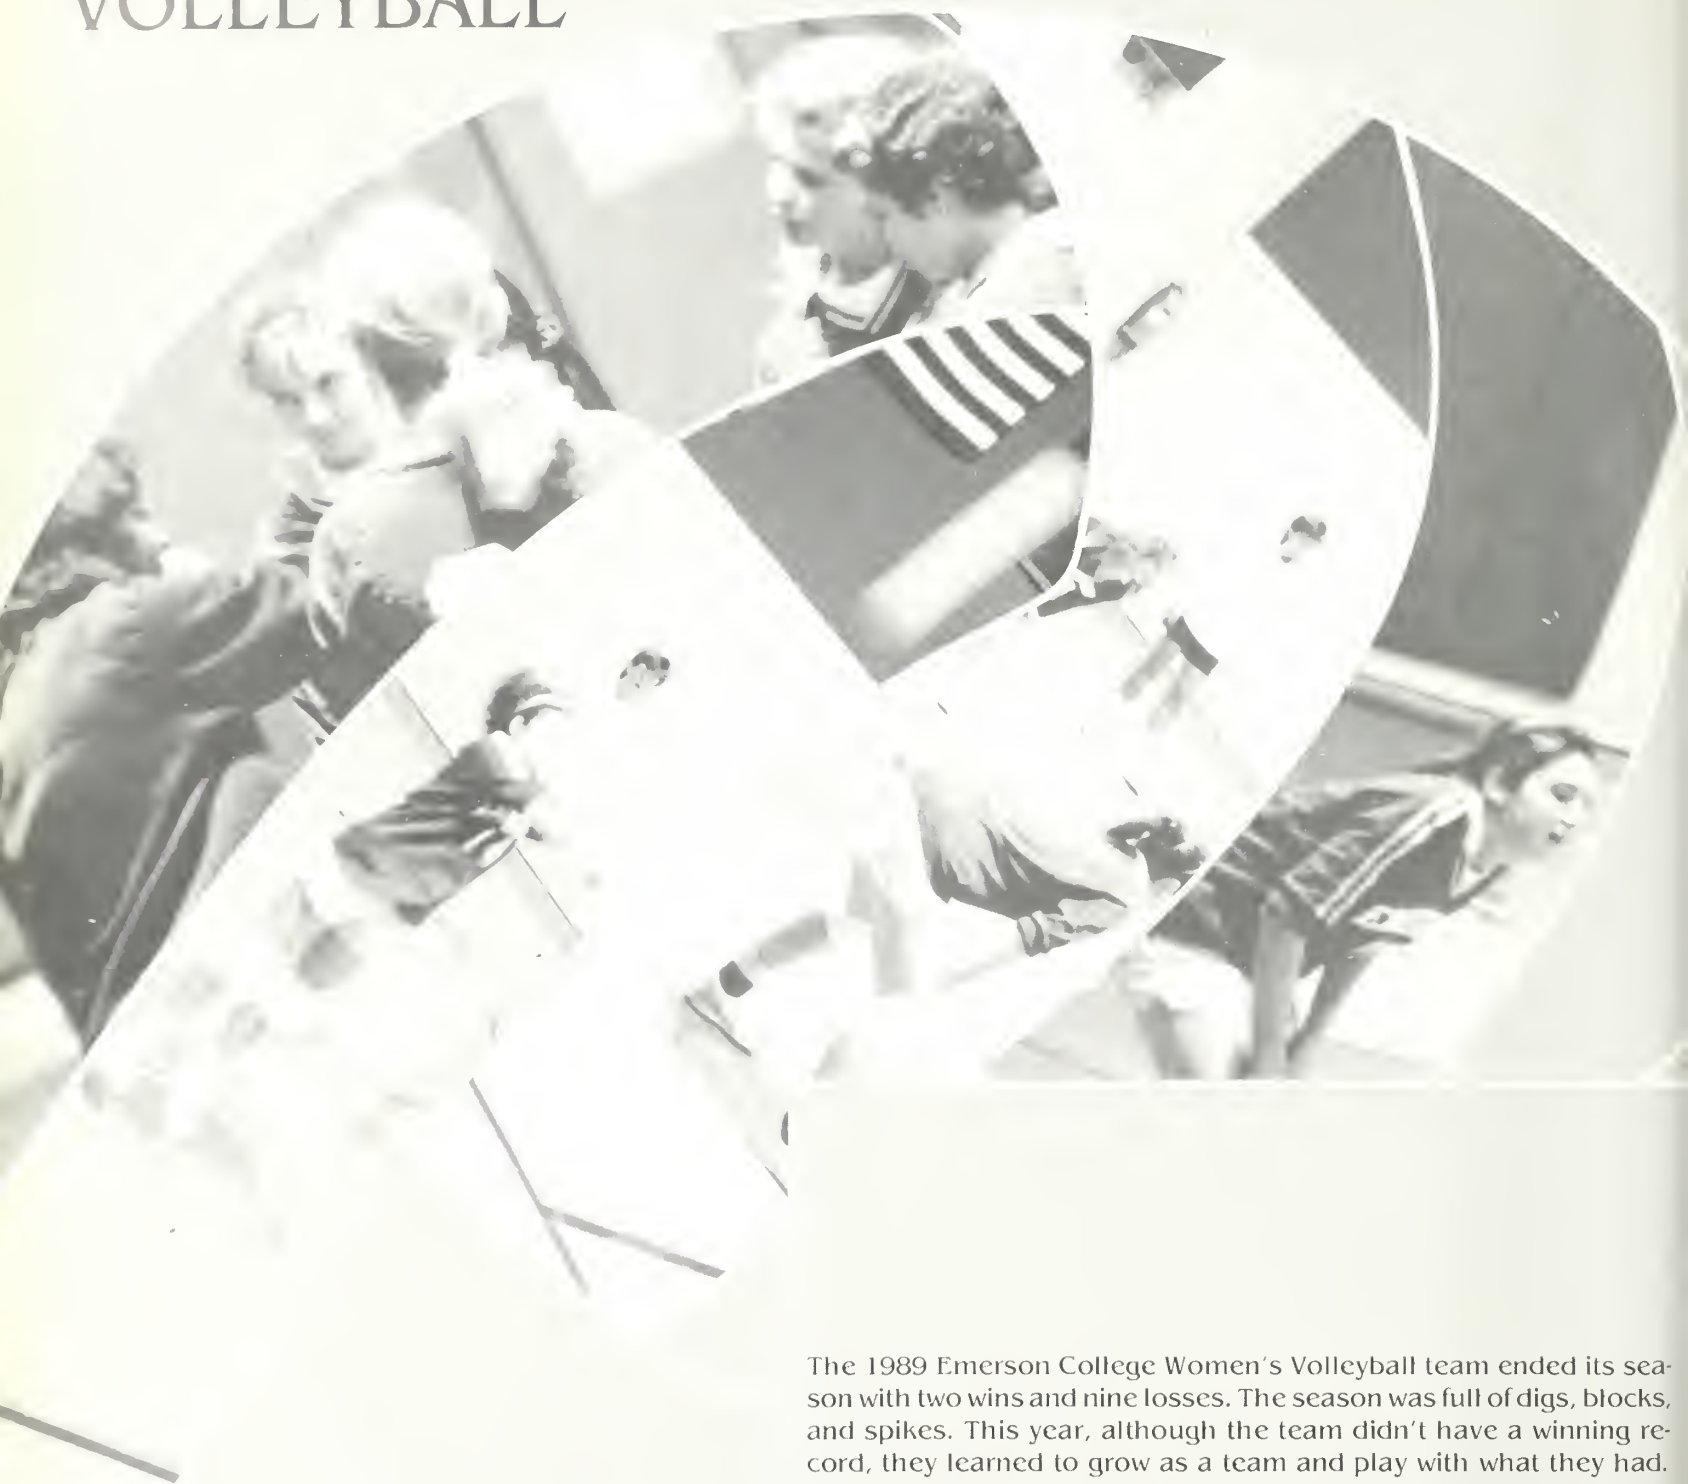 VOLLEYBALL
The 1989 Emerson College Women's Volleyball team ended its sea-
son with two wins and nine losses. The season was full of digs, blocks,
and spikes. This year, although the team didn't have a winning re-
cord, they learned to grow as a team and play with what they had.